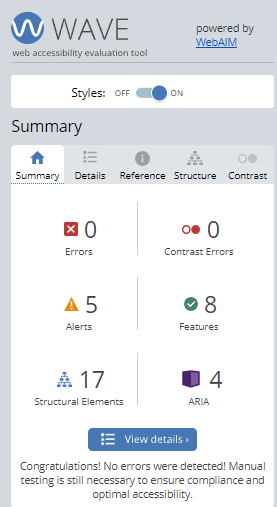 WAVE
web accessibility evaluation tool
powered by
WebAIM
Styles: OFF ON
Summary
Summary Details Reference Structure Contrast
0 0
Errors Contrast Errors
5 8
Alerts Features
17 4
Structural Elements ARIA
View details ›
Congratulations! No errors were detected! Manual
testing is still necessary to ensure compliance and
optimal accessibility.